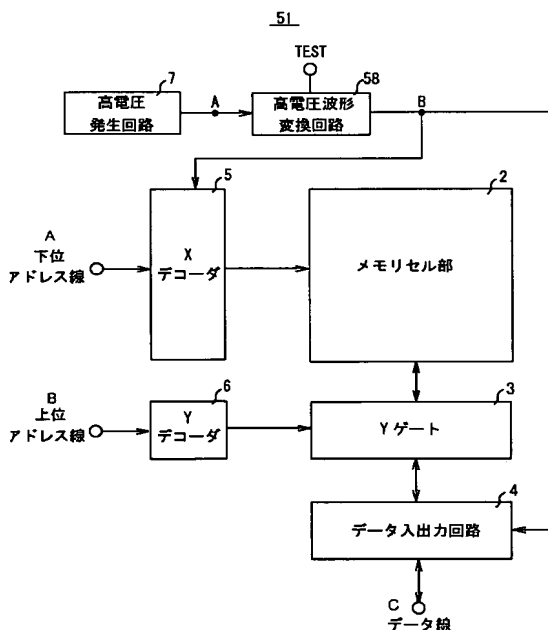 51
TEST
7
A
58
B
高電圧
発生回路
高電圧波形
変換回路
5
2
A
下位
アドレス線
X
デコーダ
メモリセル部
6
3
B
上位
アドレス線
Y
デコーダ
Yゲート
4
データ入出力回路
C
データ線